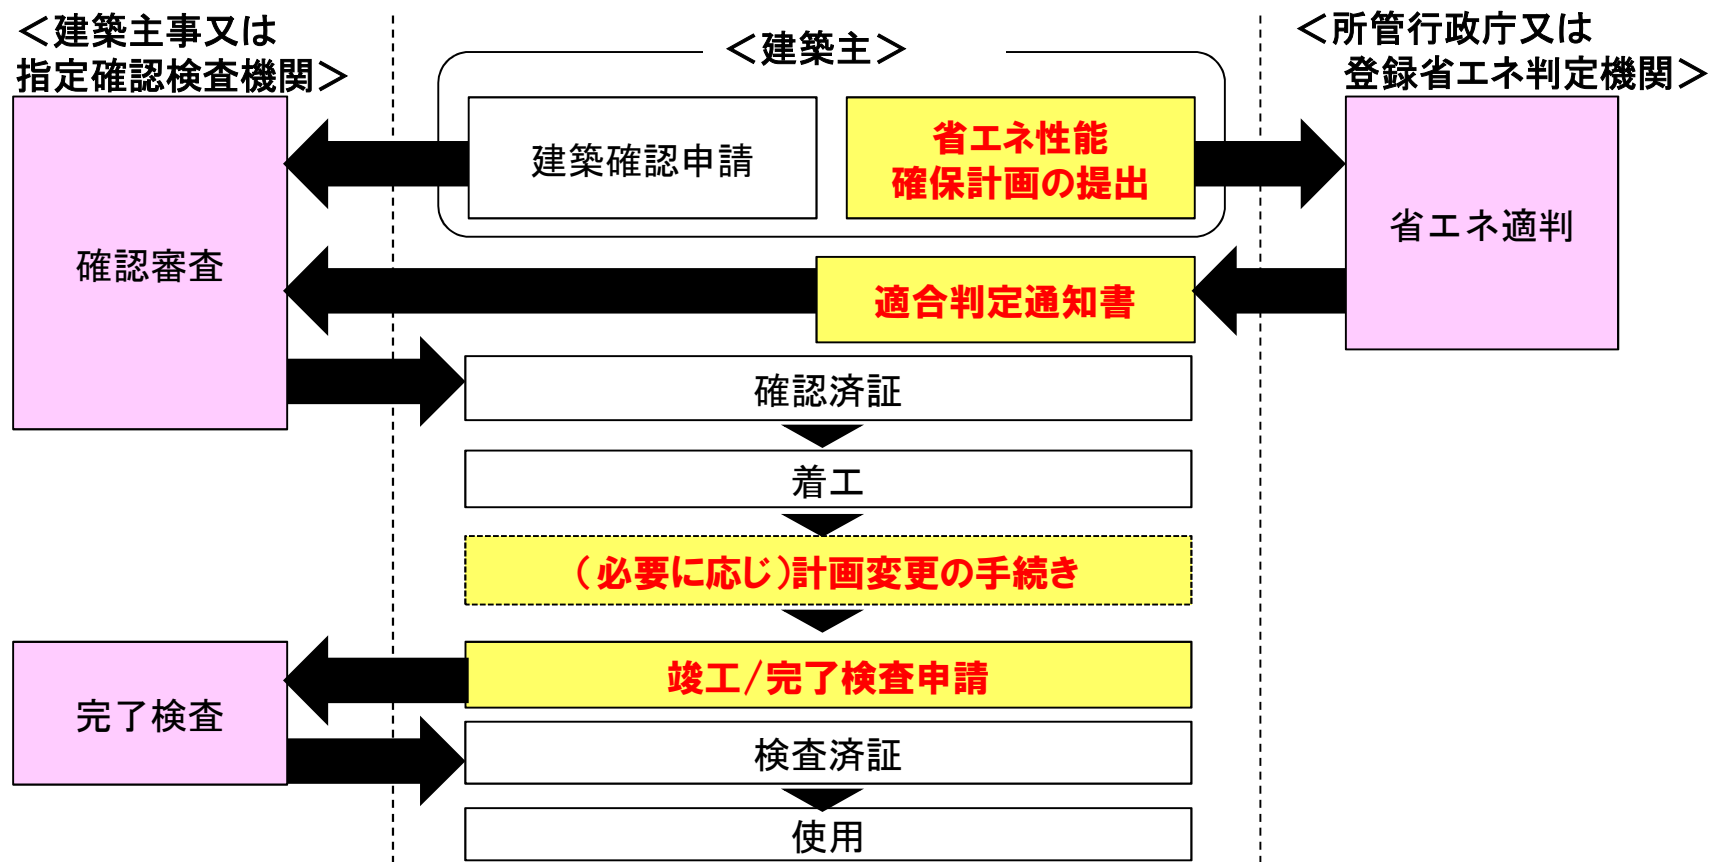 ＜建築主事又は
指定確認検査機関＞
＜建築主＞
＜所管行政庁又は
登録省エネ判定機関＞
建築確認申請
省エネ性能
確保計画の提出
確認審査
省エネ適判
適合判定通知書
確認済証
着工
（必要に応じ）計画変更の手続き
竣工/完了検査申請
完了検査
検査済証
使用